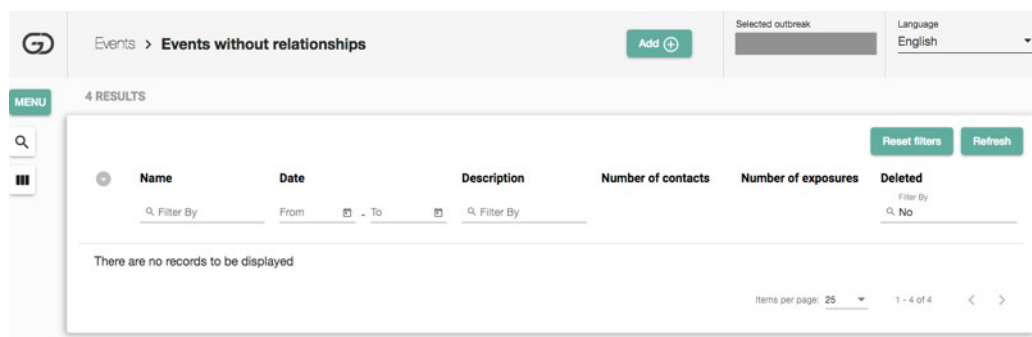 Selected outbreak
Language
Events > Events without relationships
Add
English
MENU
4 RESULTS
Reset filters
Refresh
Name
Date
Description
Number of contacts
Number of exposures
Deleted
Filter By
Filter By
From
- To
Filter By
No
There are no records to be displayed
Items per page: 25
1 - 4 of 4